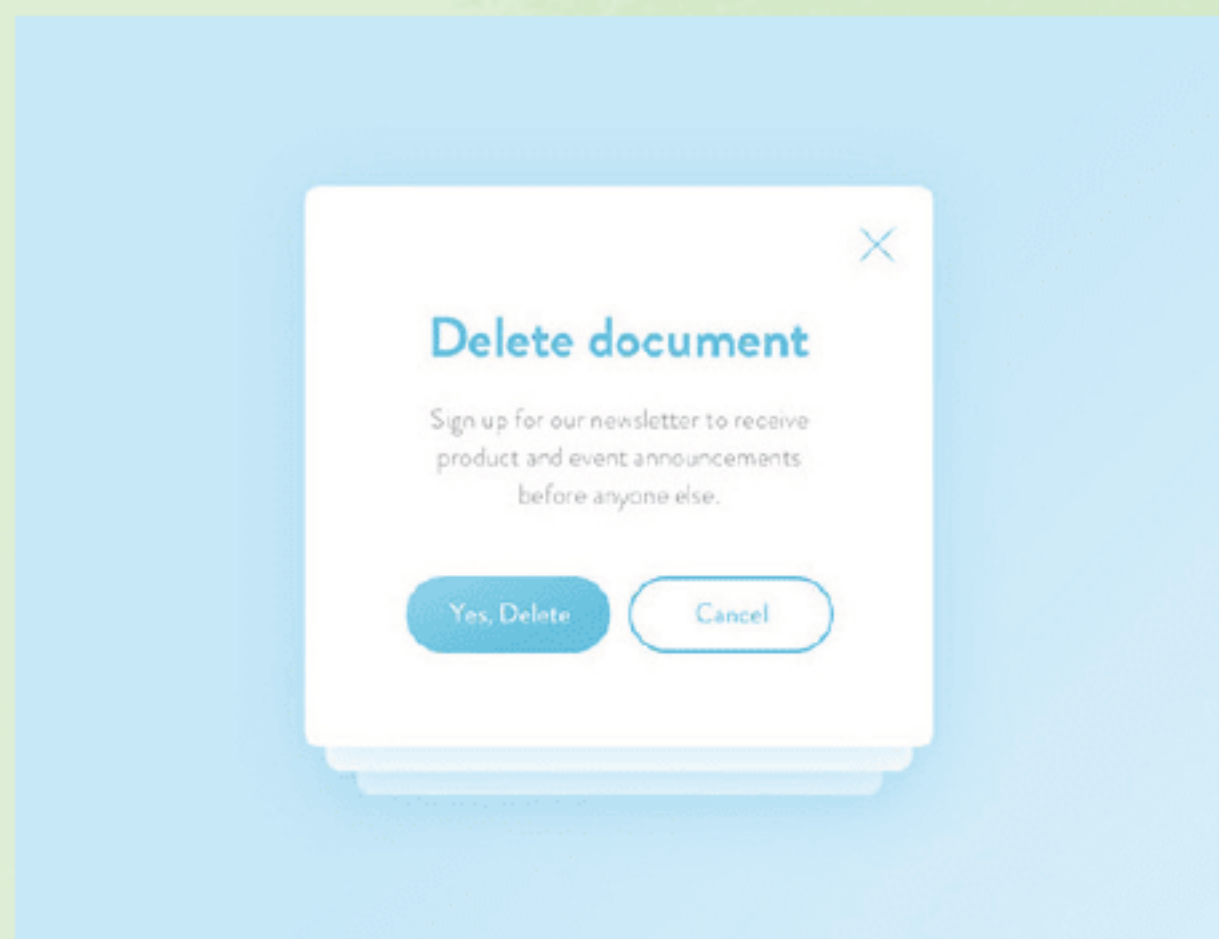 Delete document
Sign up for our newsletter to receive
product and event announcements
before anyone else.
Yes, Delete
Cancel